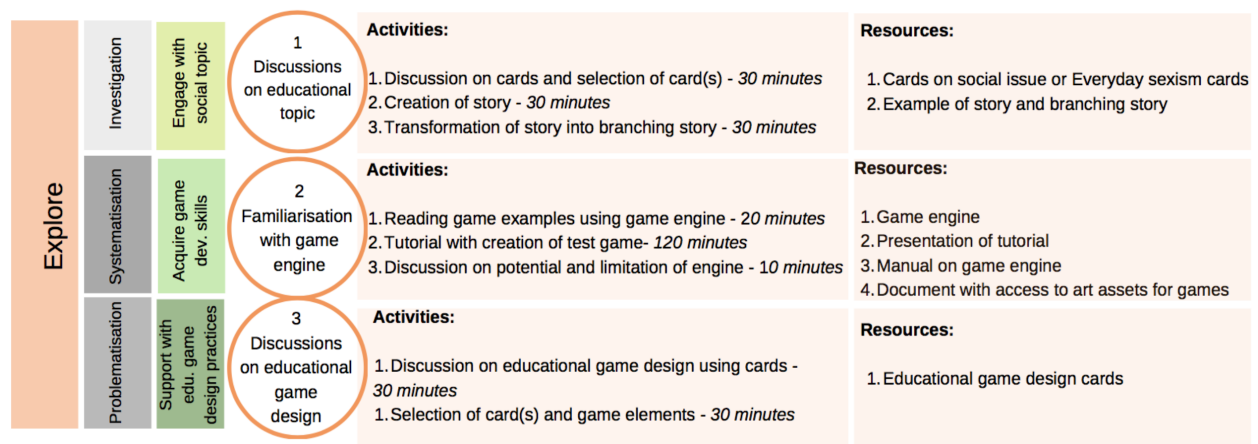 Explore
Investigation
Engage with
social topic
1
Discussions
on educational
topic
Activities:
1.Discussion on cards and selection of card(s) - 30 minutes
2.Creation of story - 30 minutes
3.Transformation of story into branching story - 30 minutes
Resources:
1.Cards on social issue or Everyday sexism cards
2.Example of story and branching story
Systematisation
Acquire game
dev. skills
2
Familiarisation
with game
engine
Activities:
1.Reading game examples using game engine - 20 minutes
2.Tutorial with creation of test game- 120 minutes
3.Discussion on potential and limitation of engine - 10 minutes
Resources:
1.Game engine
2.Presentation of tutorial
3.Manual on game engine
4.Document with access to art assets for games
Problematisation
Support with
edu. game
design practices
3
Discussions
on educational
game
design
Activities:
1.Discussion on educational game design using cards -
30 minutes
1.Selection of card(s) and game elements - 30 minutes
Resources:
1.Educational game design cards